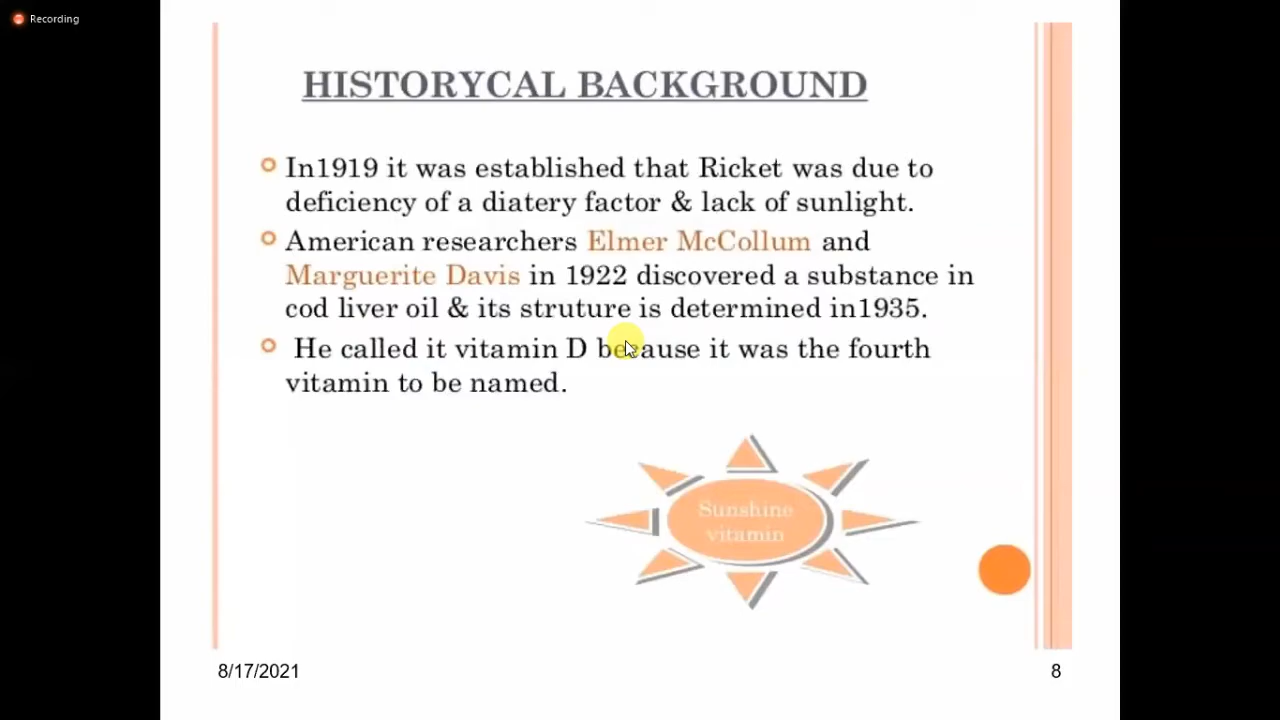 Recording
HISTORYCAL BACKGROUND
In1919 it was established that Ricket was due to
deficiency of a diatery factor & lack of sunlight.
American researchers Elmer McCollum and
Marguerite Davis in 1922 discovered a substance in
cod liver oil & its struture is determined in1935.
He called it vitamin D because it was the fourth
vitamin to be named.
Sunshine
vitamin
8/17/2021
8